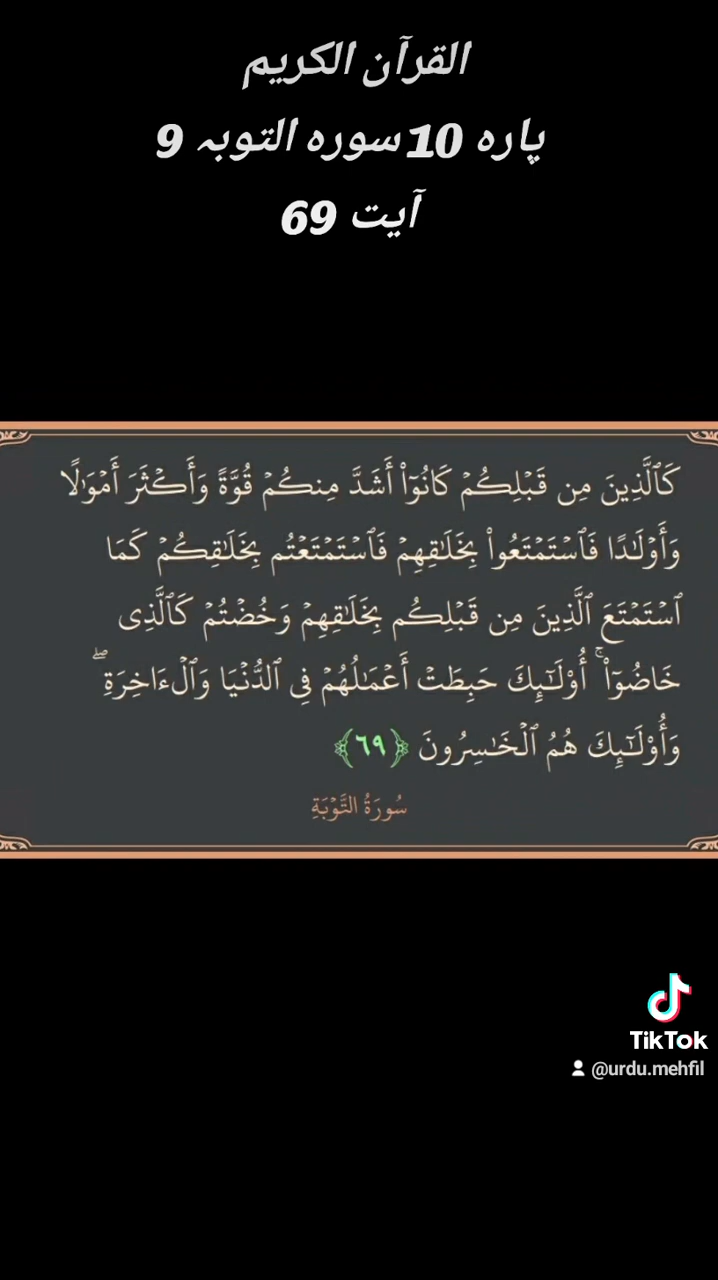 القرآن الكريم
پاره 10 سوره التوبہ 9
آیت 69
كَٱلَّذِينَ مِن قَبۡلِكُمۡ كَانُوٓاْ أَشَدَّ مِنكُمۡ قُوَّةٗ وَأَكۡثَرَ أَمۡوَٰلٗا
وَأَوۡلَٰدٗا فَٱسۡتَمۡتَعُواْ بِخَلَٰقِهِمۡ فَٱسۡتَمۡتَعۡتُم بِخَلَٰقِكُمۡ كَمَا
ٱسۡتَمۡتَعَ ٱلَّذِينَ مِن قَبۡلِكُم بِخَلَٰقِهِمۡ وَخُضۡتُمۡ كَٱلَّذِي
خَاضُوٓاْۚ أُوْلَٰٓئِكَ حَبِطَتۡ أَعۡمَٰلُهُمۡ فِي ٱلدُّنۡيَا وَٱلۡءَاخِرَةِۖ
وَأُوْلَٰٓئِكَ هُمُ ٱلۡخَٰسِرُونَ ﴿٦٩﴾
سُورَةُ التَّوۡبَةِ
TikTok
@urdu.mehfil